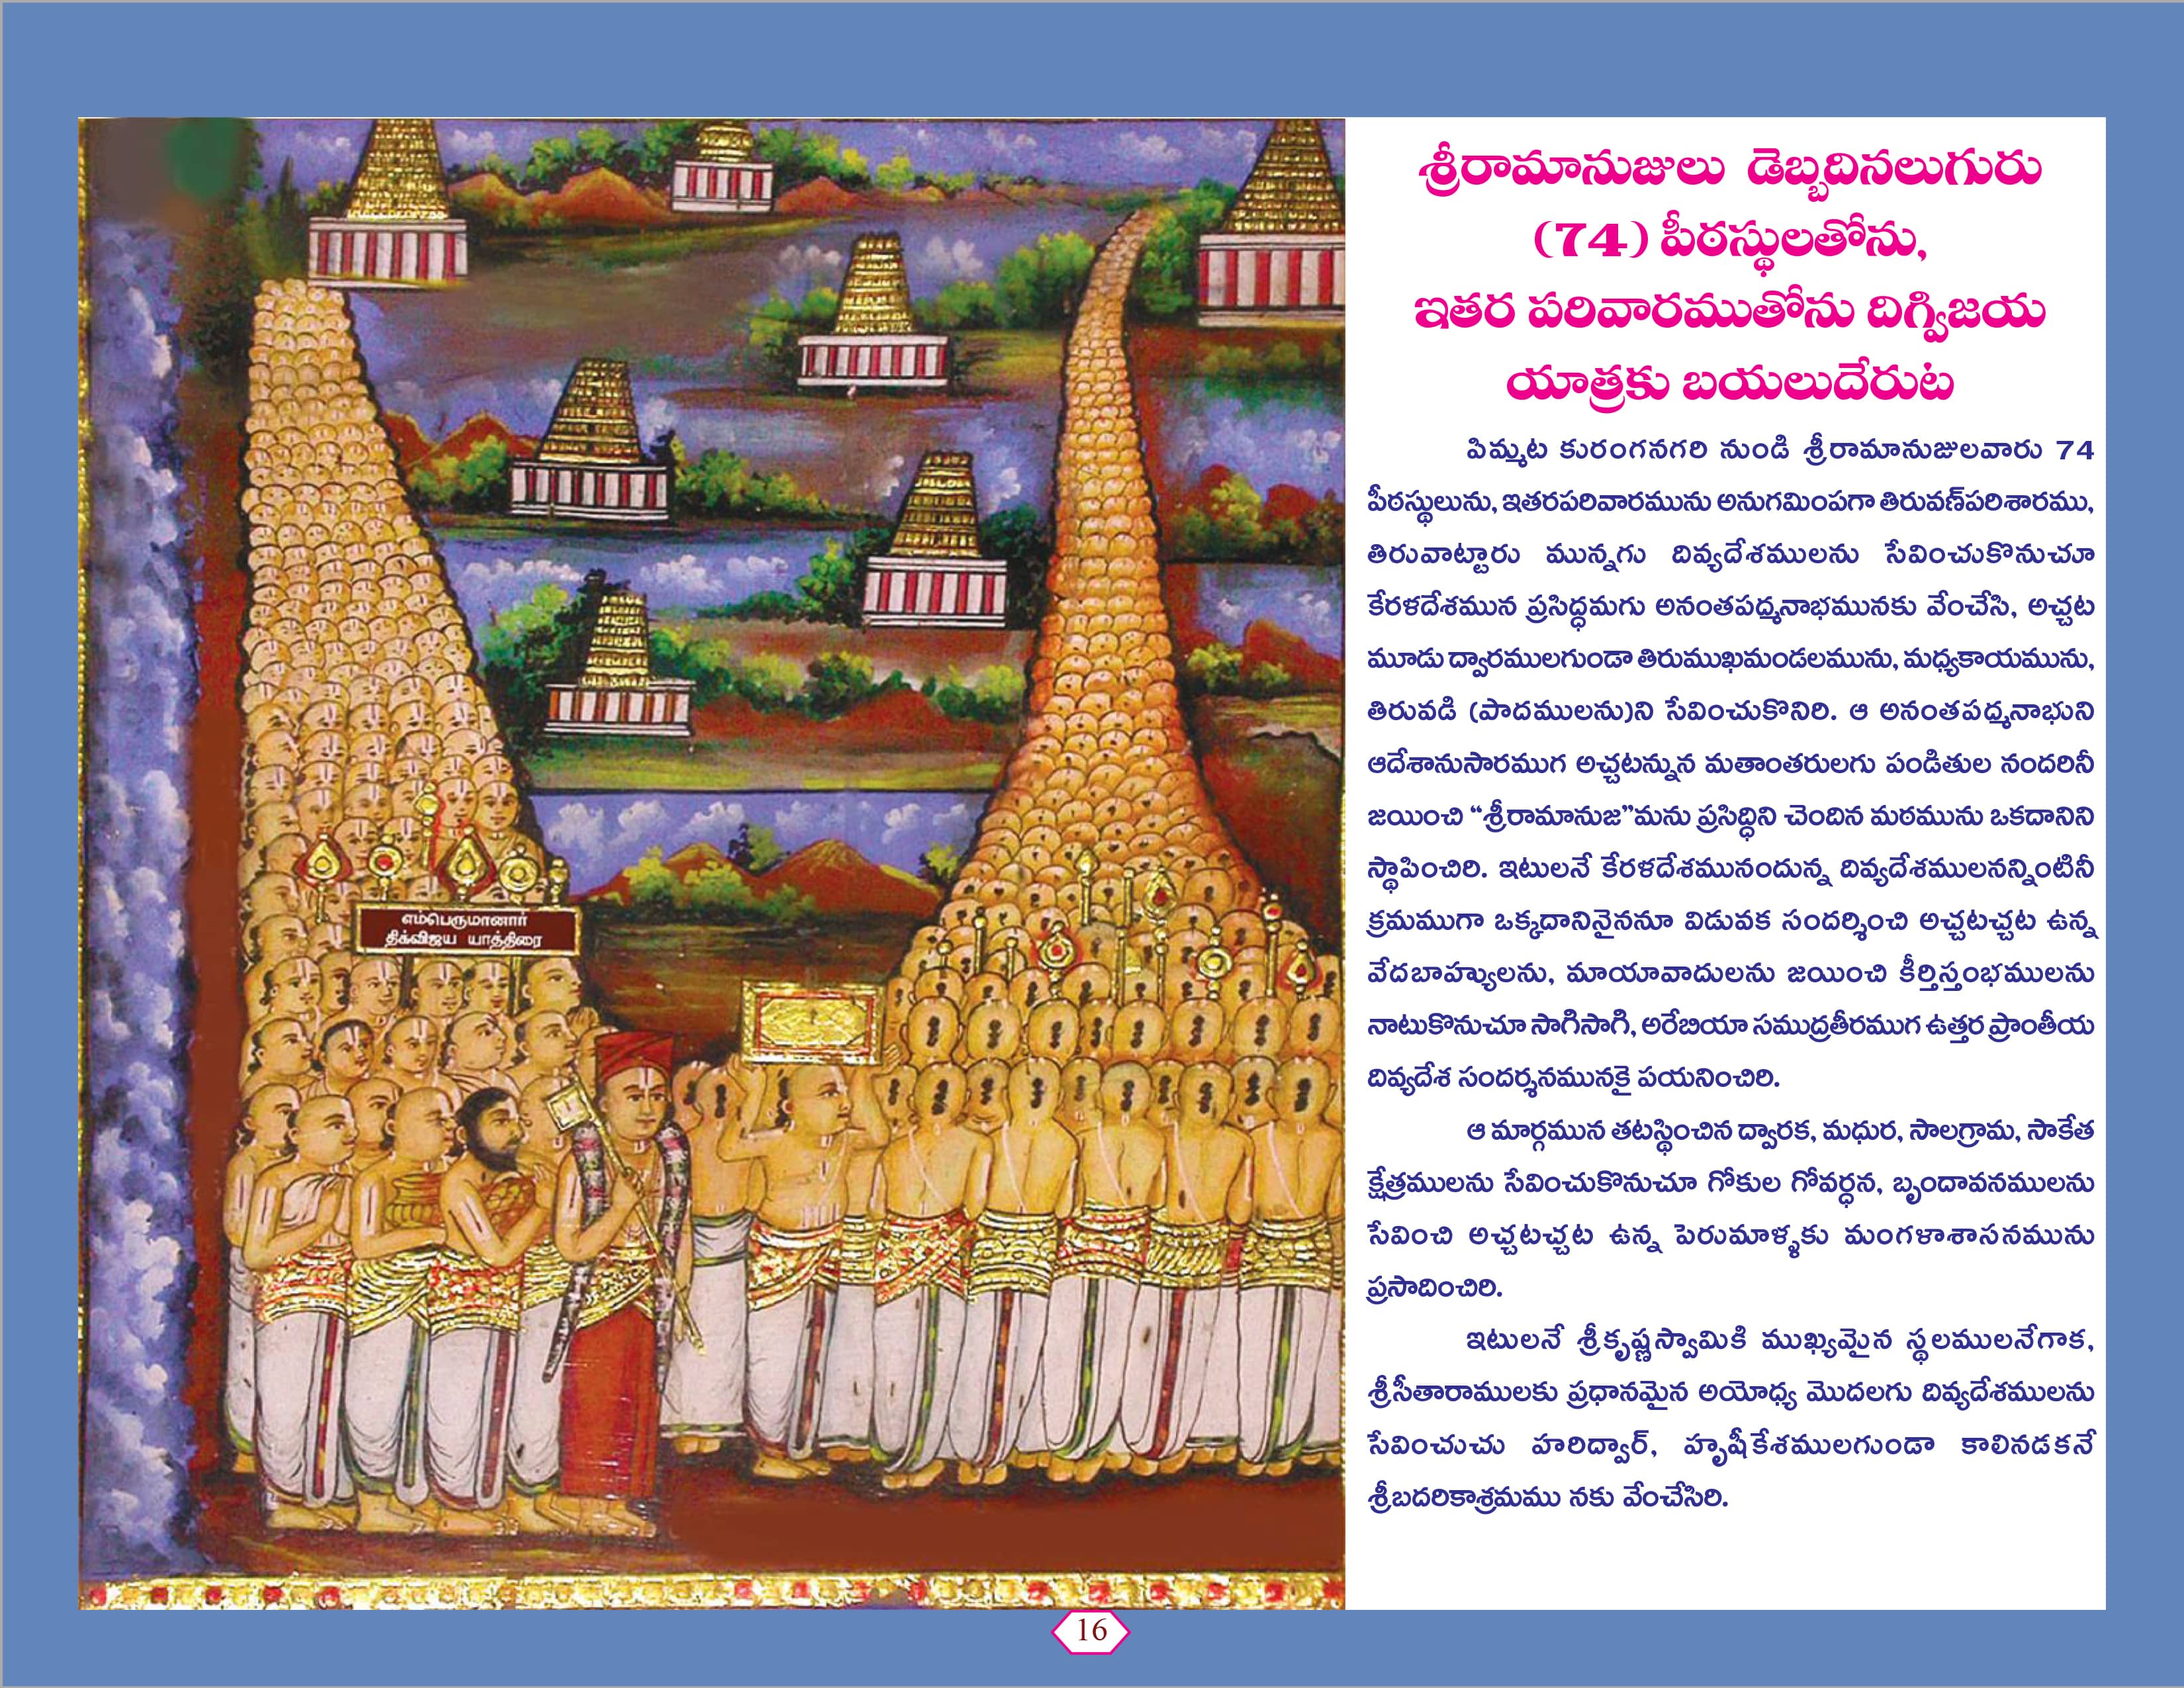 எம்பெருமானார்
திக்விஜய யாத்திரை
శ్రీరామానుజులు డెబ్బదినలుగురు
(74) పీఠస్థులతోను,
ఇతర పరివారముతోను దిగ్విజయ
యాత్రకు బయలుదేరుట
పిమ్మట కురంగనగరి నుండి శ్రీరామానుజులవారు 74
పీఠస్థులును, ఇతరపరివారమును అనుగమింపగా తిరువణ్‌పరిశారము,
తిరువాట్టారు మున్నగు దివ్యదేశములను సేవించుకొనుచూ
కేరళదేశమున ప్రసిద్ధమగు అనంతపద్మనాభమునకు వేంచేసి, అచ్చట
మూడు ద్వారములగుండా తిరుముఖమండలమును, మధ్యకాయమును,
తిరువడి (పాదములను)ని సేవించుకొనిరి. ఆ అనంతపద్మనాభుని
ఆదేశానుసారముగ అచ్చటన్నున మతాంతరులగు పండితుల నందరినీ
జయించి “శ్రీరామానుజ”మను ప్రసిద్ధిని చెందిన మఠమును ఒకదానిని
స్థాపించిరి. ఇటులనే కేరళదేశమునందున్న దివ్యదేశములనన్నింటినీ
క్రమముగా ఒక్కదానినైననూ విడువక సందర్శించి అచ్చటచ్చట ఉన్న
వేదబాహ్యులను, మాయావాదులను జయించి కీర్తిస్తంభములను
నాటుకొనుచూ సాగిసాగి, అరేబియా సముద్రతీరముగ ఉత్తర ప్రాంతీయ
దివ్యదేశ సందర్శనమునకై పయనించిరి.
ఆ మార్గమున తటస్థించిన ద్వారక, మధుర, సాలగ్రామ, సాకేత
క్షేత్రములను సేవించుకొనుచూ గోకుల గోవర్ధన, బృందావనములను
సేవించి అచ్చటచ్చట ఉన్న పెరుమాళ్ళకు మంగళాశాసనమును
ప్రసాదించిరి.
ఇటులనే శ్రీకృష్ణస్వామికి ముఖ్యమైన స్థలములనేగాక,
శ్రీసీతారాములకు ప్రధానమైన అయోధ్య మొదలగు దివ్యదేశములను
సేవించుచు హరిద్వార్, హృషీకేశములగుండా కాలినడకనే
శ్రీబదరికాశ్రమము నకు వేంచేసిరి.
16